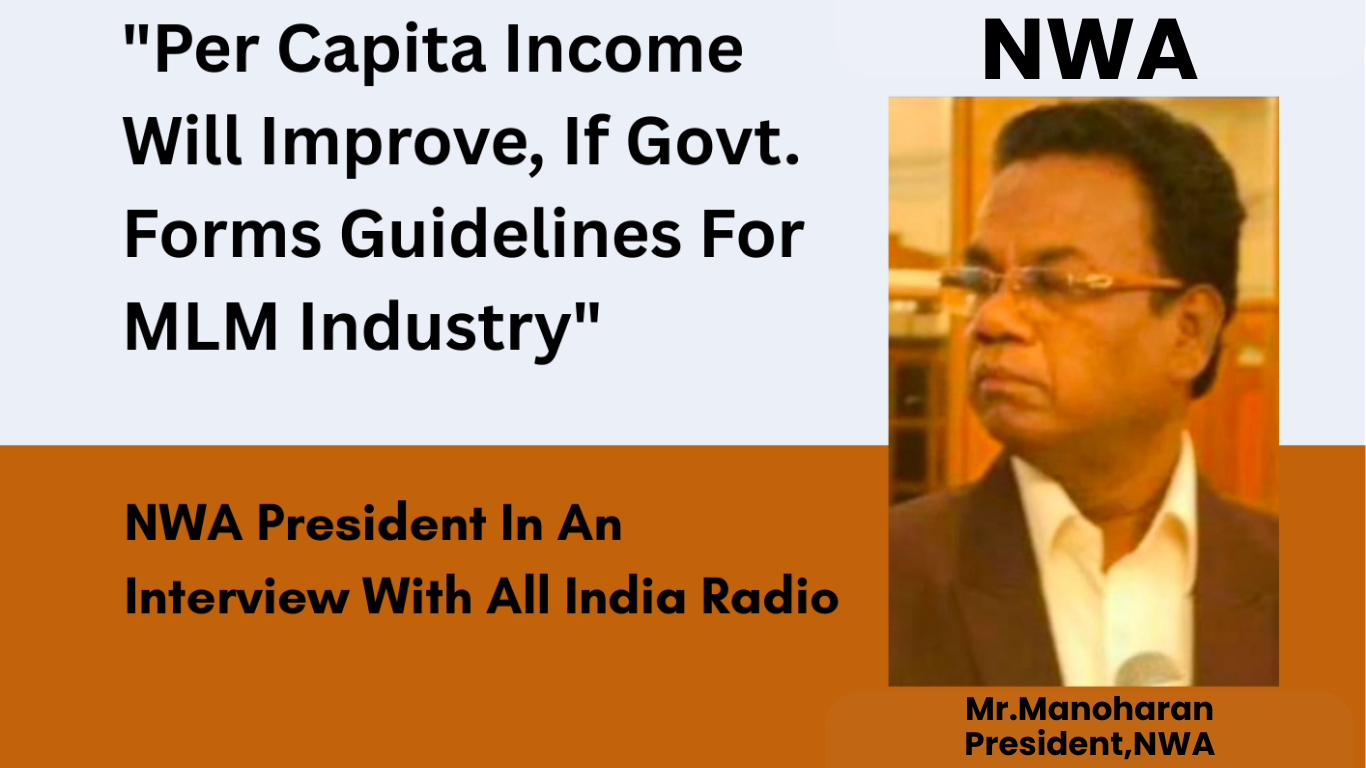 "Per Capita Income
Will Improve, If Govt.
Forms Guidelines For
MLM Industry"
NWA President In An
Interview With All India Radio
NWA
Mr.Manoharan
President,NWA